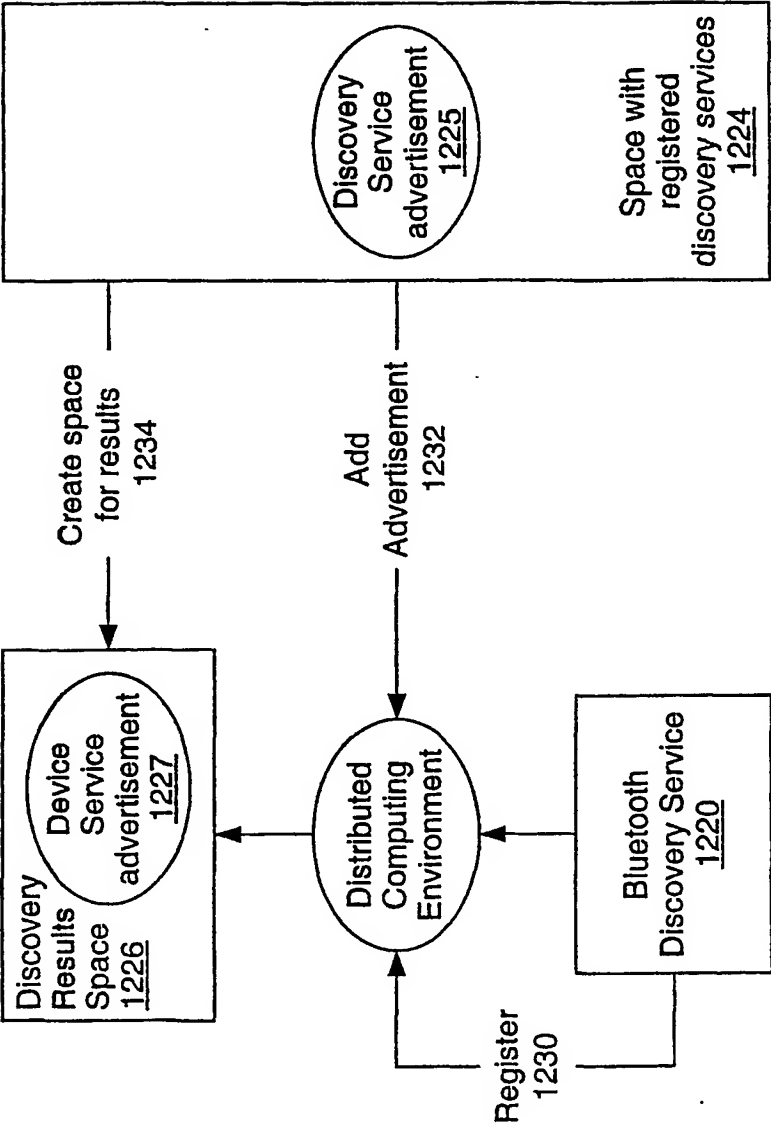 Discovery
Results
Space
1226
Device
Service
advertisement
1227
Create space
for results
1234
Discovery
Service
advertisement
1225
Space with
registered
discovery services
1224
Distributed
Computing
Environment
Add
Advertisement
1232
Register
1230
Bluetooth
Discovery Service
1220